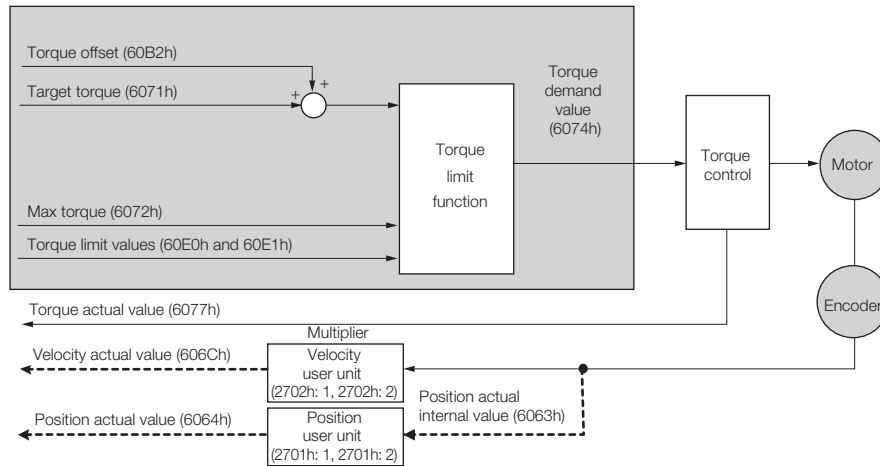 Torque offset (60B2h)
+
Target torque (6071h)
+
Torque
demand
value
(6074h)
Torque
limit
function
Torque
control
Motor
Max torque (6072h)
Torque limit values (60E0h and 60E1h)
Encoder
Torque actual value (6077h)
Multiplier
Velocity actual value (606Ch)
Velocity
user unit
(2702h: 1, 2702h: 2)
Position actual
internal value (6063h)
Position actual value (6064h)
Position
user unit
(2701h: 1, 2701h: 2)